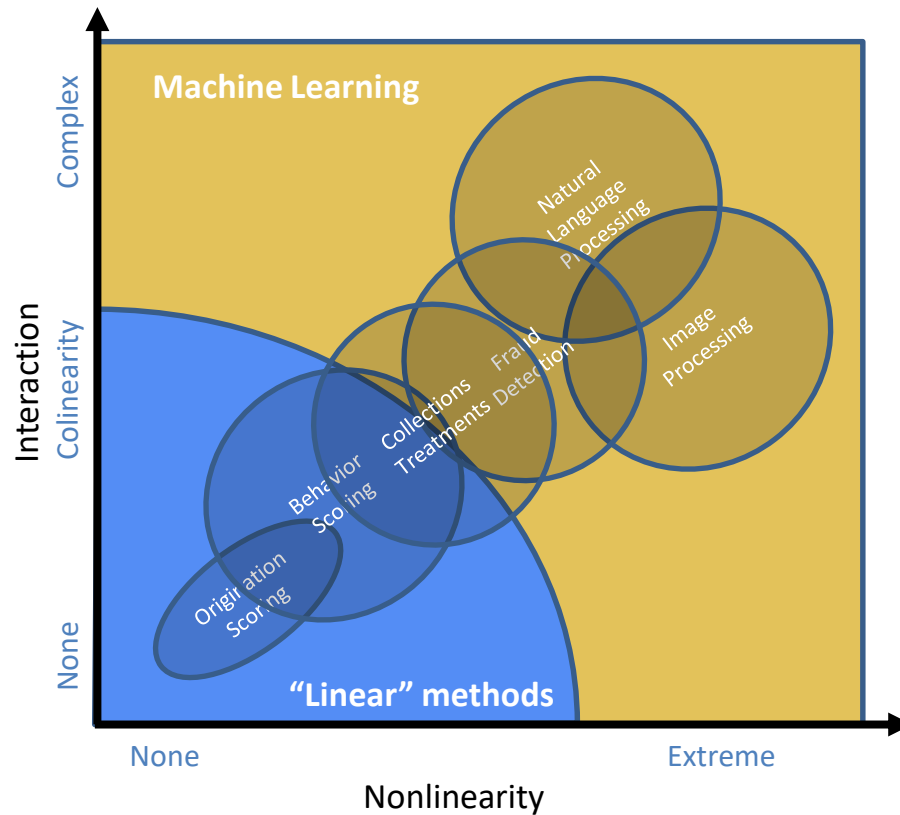 Machine Learning
Complex
Colinearity
None
Interaction
Natural
Language
Processing
Image
Processing
Fraud
Detection
Collections
Treatments
Behavior
Scoring
Origination
Scoring
“Linear” methods
None
Extreme
Nonlinearity